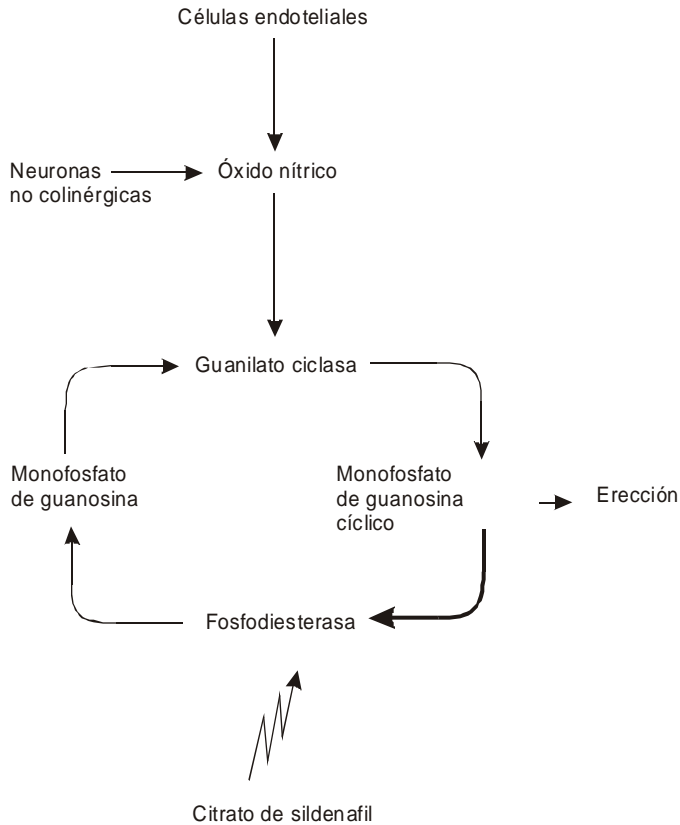 Células endoteliales
Neuronas
no colinérgicas
Óxido nítrico
Guanilato ciclasa
Monofosfato
de guanosina
Monofosfato
de guanosina
cíclico
Erección
Fosfodiesterasa
Citrato de sildenafil